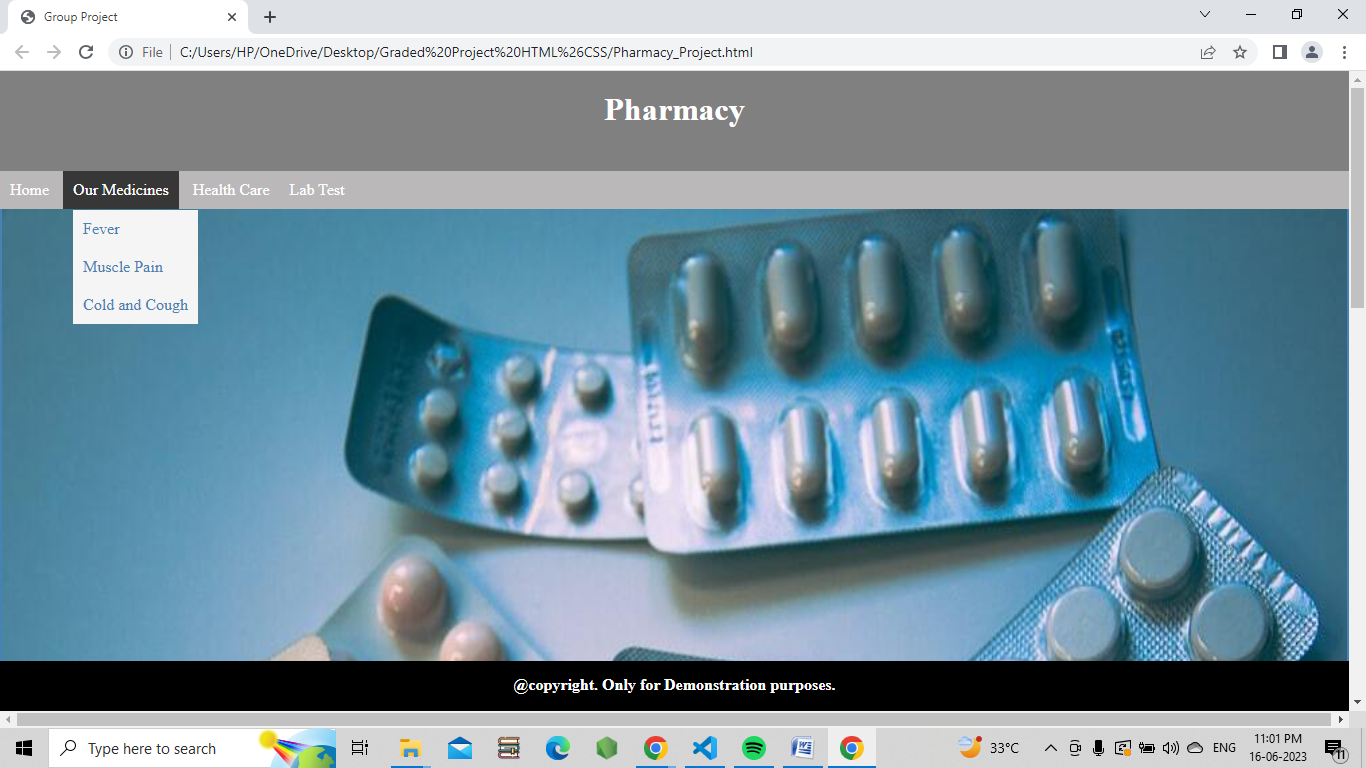 Group Project
File
C:/Users/HP/OneDrive/Desktop/Graded%20Project%20HTML%26CSS/Pharmacy_Project.html
Pharmacy
Home Our Medicines Health Care Lab Test
Fever
Muscle Pain
Cold and Cough
@copyright. Only for Demonstration purposes.
Type here to search
33°C
ENG
11:01 PM
16-06-2023
11